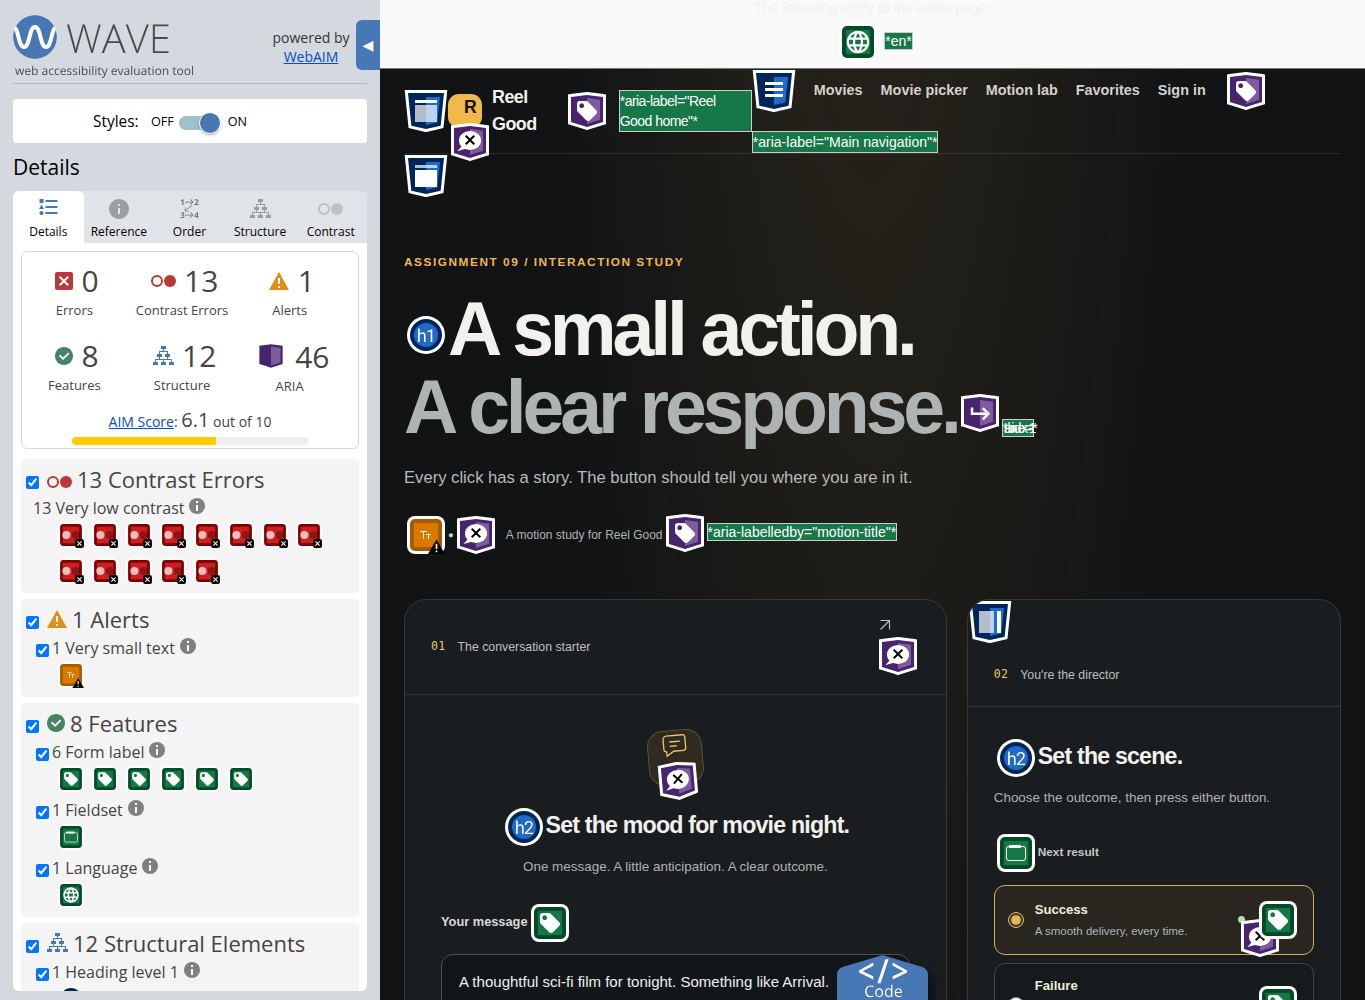 WAVE
web accessibility evaluation tool
powered by
WebAIM
Styles: OFF ON
Details
Details Reference Order Structure Contrast
0 13 1
Errors Contrast Errors Alerts
8 12 46
Features Structure ARIA
AIM Score: 6.1 out of 10
13 Contrast Errors
13 Very low contrast
1 Alerts
1 Very small text
8 Features
6 Form label
1 Fieldset
1 Language
12 Structural Elements
1 Heading level 1
The following apply to the entire page:
*en*
R
Reel
Good
*aria-label="Reel
Good home"*
Movies Movie picker Motion lab Favorites Sign in
*aria-label="Main navigation"*
ASSIGNMENT 09 / INTERACTION STUDY
h1 A small action.
A clear response.
Every click has a story. The button should tell you where you are in it.
A motion study for Reel Good *aria-labelledby="motion-title"*
01 The conversation starter
h2 Set the mood for movie night.
One message. A little anticipation. A clear outcome.
Your message
A thoughtful sci-fi film for tonight. Something like Arrival.
</>
Code
02 You're the director
h2 Set the scene.
Choose the outcome, then press either button.
Next result
Success
A smooth delivery, every time.
Failure